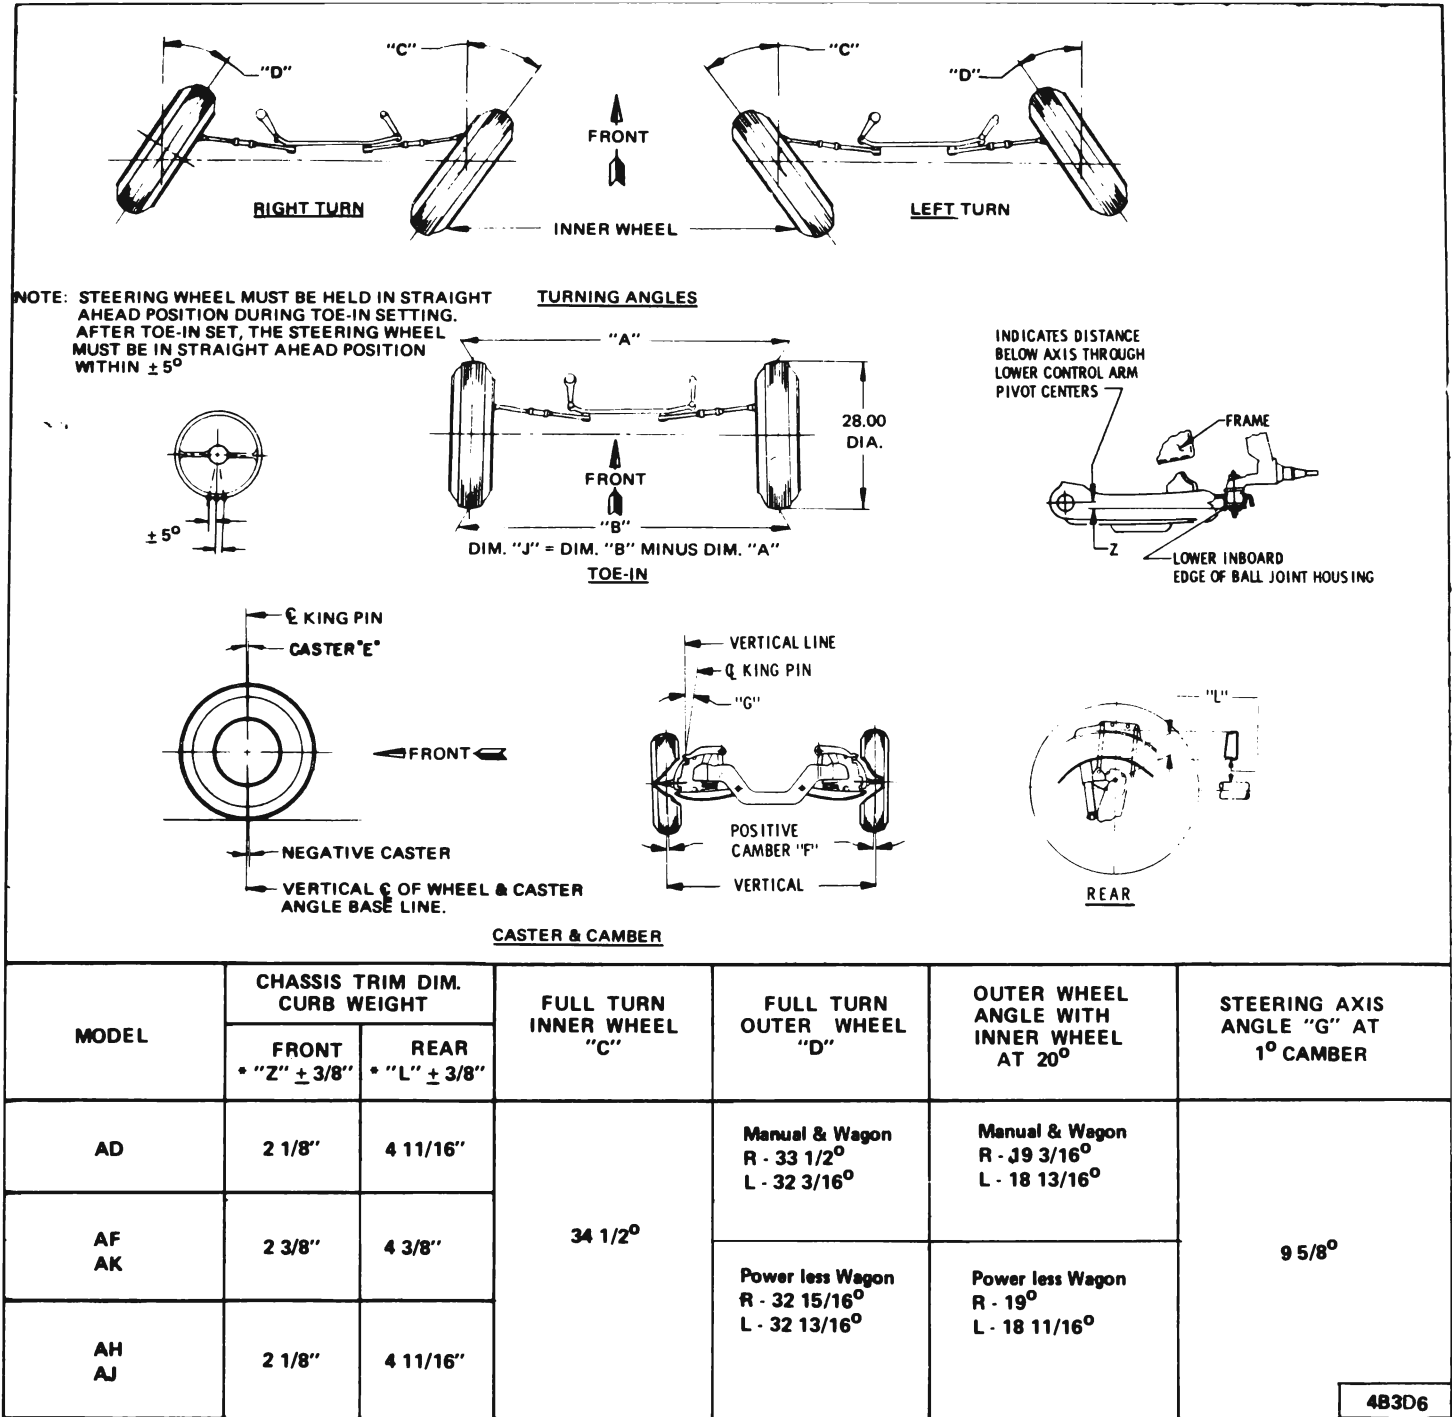 "D"
"C"
"C"
"D"
FRONT
RIGHT TURN
LEFT TURN
INNER WHEEL
NOTE: STEERING WHEEL MUST BE HELD IN STRAIGHT
AHEAD POSITION DURING TOE-IN SETTING.
AFTER TOE-IN SET, THE STEERING WHEEL
MUST BE IN STRAIGHT AHEAD POSITION
WITHIN ± 5°
TURNING ANGLES
"A"
28.00
DIA.
FRONT
"B"
DIM. "J" = DIM. "B" MINUS DIM. "A"
TOE-IN
± 5°
INDICATES DISTANCE
BELOW AXIS THROUGH
LOWER CONTROL ARM
PIVOT CENTERS
FRAME
Z
LOWER INBOARD
EDGE OF BALL JOINT HOUSING
℄ KING PIN
CASTER "E"
FRONT
NEGATIVE CASTER
VERTICAL ℄ OF WHEEL & CASTER
ANGLE BASE LINE.
VERTICAL LINE
℄ KING PIN
"G"
POSITIVE
CAMBER "F"
VERTICAL
"L"
REAR
CASTER & CAMBER
MODEL
CHASSIS TRIM DIM.
CURB WEIGHT
FRONT
* "Z" ± 3/8"
REAR
* "L" ± 3/8"
FULL TURN
INNER WHEEL
"C"
FULL TURN
OUTER WHEEL
"D"
OUTER WHEEL
ANGLE WITH
INNER WHEEL
AT 20°
STEERING AXIS
ANGLE "G" AT
1° CAMBER
AD
2 1/8"
4 11/16"
AF
AK
2 3/8"
4 3/8"
AH
AJ
2 1/8"
4 11/16"
34 1/2°
Manual & Wagon
R - 33 1/2°
L - 32 3/16°
Power less Wagon
R - 32 15/16°
L - 32 13/16°
Manual & Wagon
R - 19 3/16°
L - 18 13/16°
Power less Wagon
R - 19°
L - 18 11/16°
9 5/8°
4B3D6